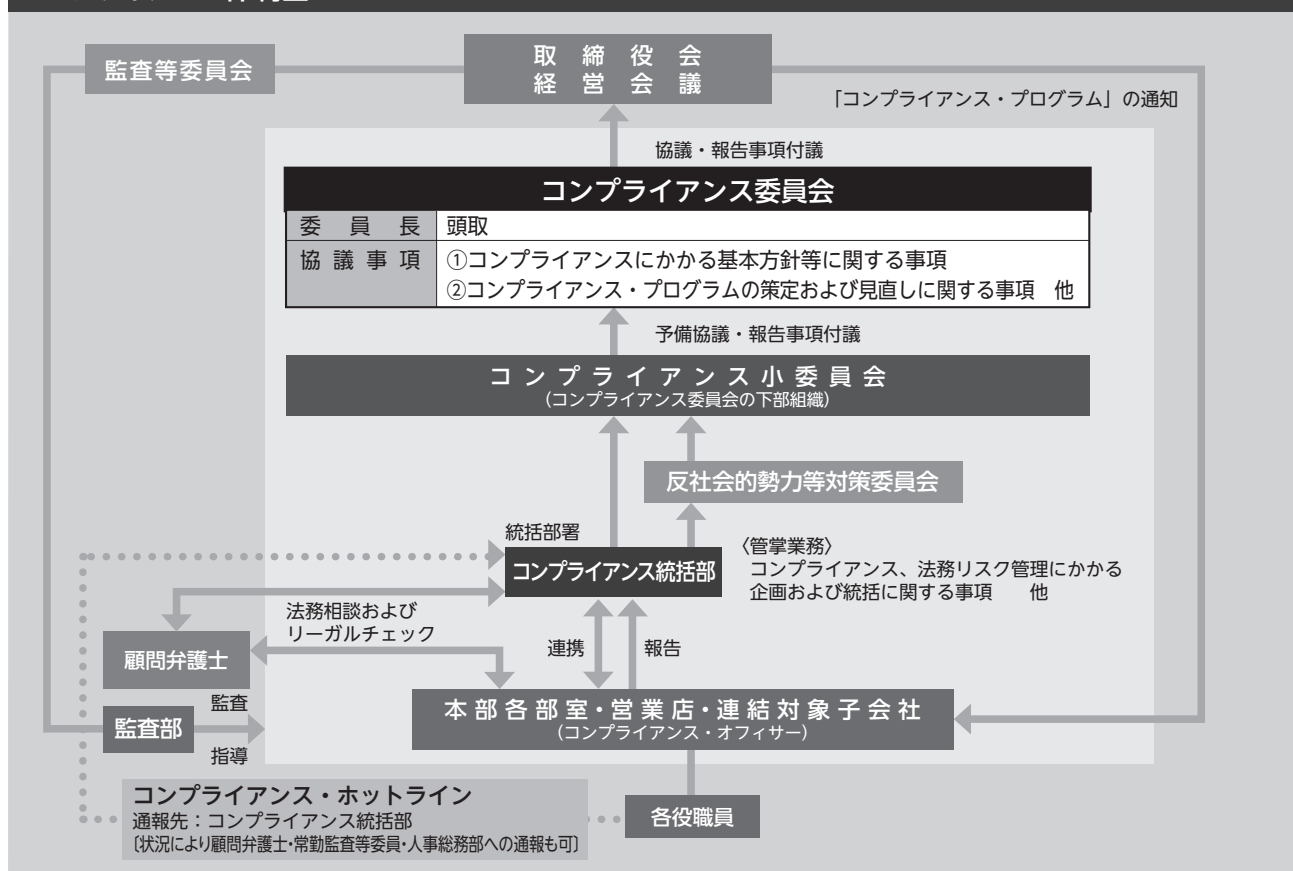 監査等委員会
取締役会
経営会議
「コンプライアンス・プログラム」の通知
協議・報告事項付議
コンプライアンス委員会
委員長 頭取
協議事項 ①コンプライアンスにかかる基本方針等に関する事項
②コンプライアンス・プログラムの策定および見直しに関する事項　他
予備協議・報告事項付議
コンプライアンス小委員会
(コンプライアンス委員会の下部組織)
反社会的勢力等対策委員会
統括部署
コンプライアンス統括部
〈管掌業務〉
コンプライアンス、法務リスク管理にかかる
企画および統括に関する事項　他
法務相談および
リーガルチェック
連携
報告
顧問弁護士
監査
監査部
指導
本部各部室・営業店・連結対象子会社
(コンプライアンス・オフィサー)
コンプライアンス・ホットライン
通報先：コンプライアンス統括部
〔状況により顧問弁護士・常勤監査等委員・人事総務部への通報も可〕
各役職員